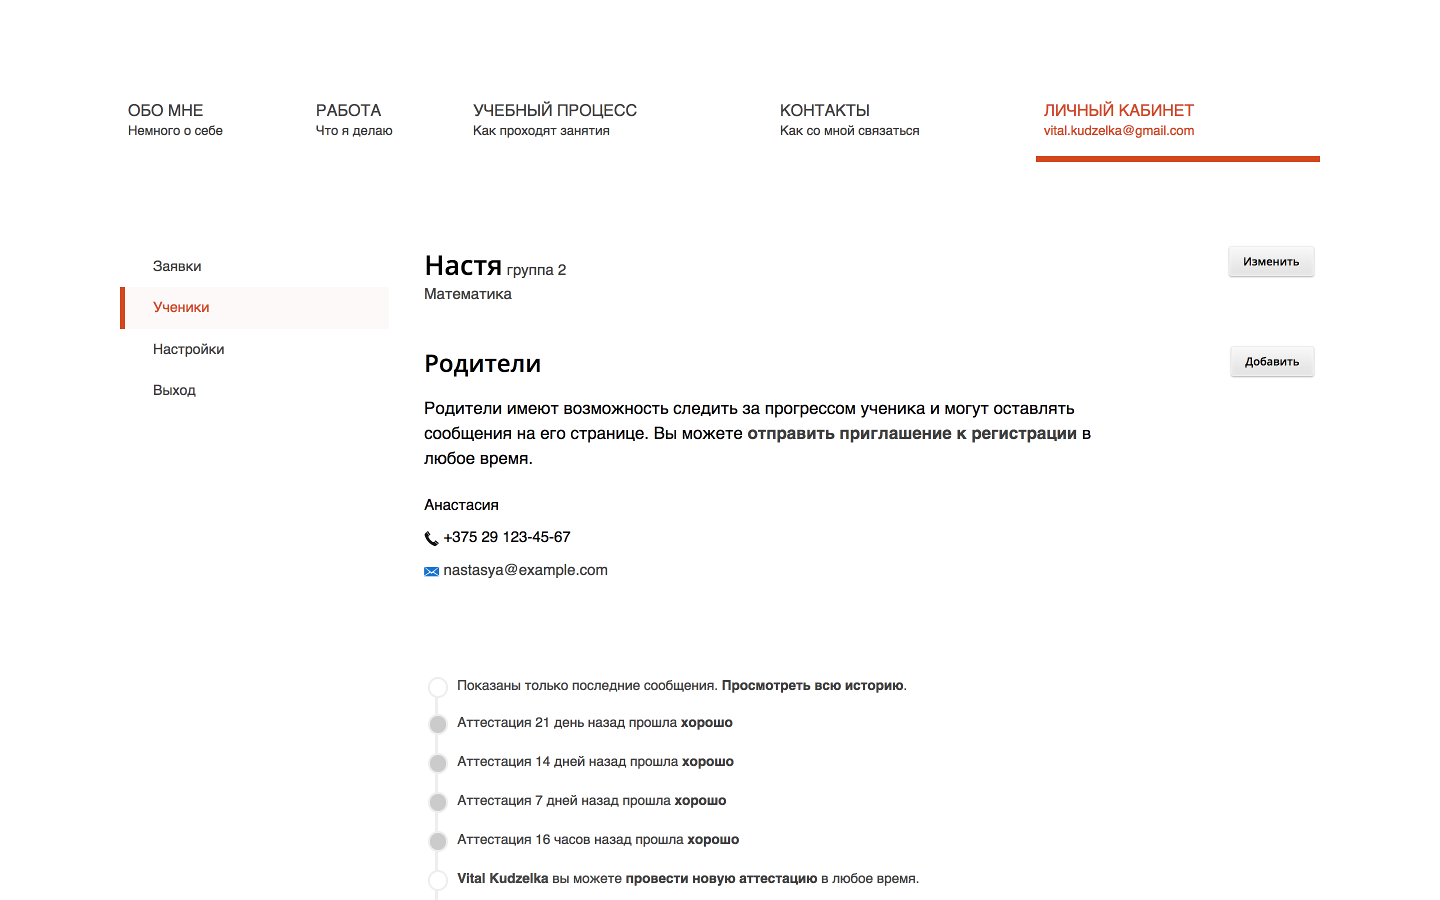 ОБО МНЕ
Немного о себе
РАБОТА
Что я делаю
УЧЕБНЫЙ ПРОЦЕСС
Как проходят занятия
КОНТАКТЫ
Как со мной связаться
ЛИЧНЫЙ КАБИНЕТ
vital.kudzelka@gmail.com
Заявки
Ученики
Настройки
Выход
Настя группа 2
Изменить
Математика
Родители
Добавить
Родители имеют возможность следить за прогрессом ученика и могут оставлять
сообщения на его странице. Вы можете отправить приглашение к регистрации в
любое время.
Анастасия
+375 29 123-45-67
nastasya@example.com
Показаны только последние сообщения. Просмотреть всю историю.
Аттестация 21 день назад прошла хорошо
Аттестация 14 дней назад прошла хорошо
Аттестация 7 дней назад прошла хорошо
Аттестация 16 часов назад прошла хорошо
Vital Kudzelka вы можете провести новую аттестацию в любое время.